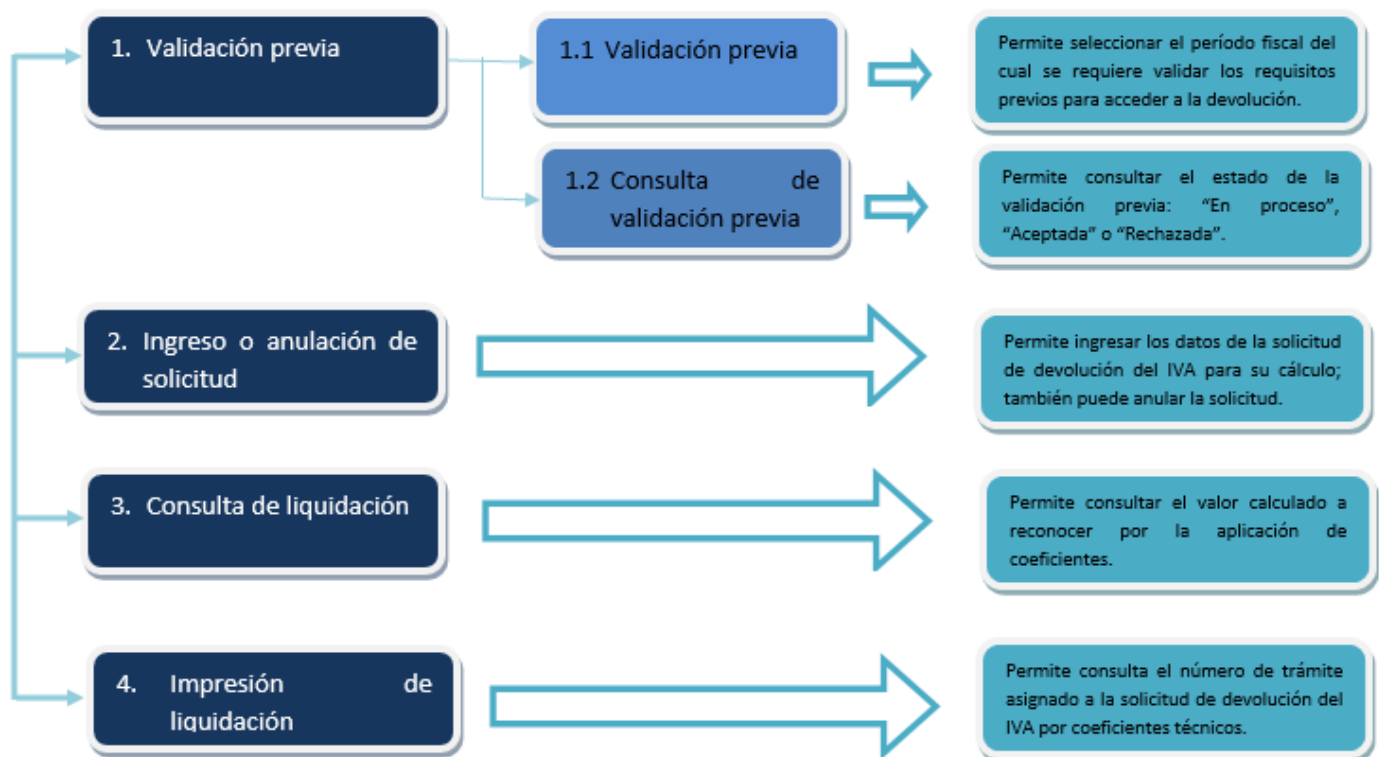 1. Validación previa
1.1 Validación previa
Permite seleccionar el período fiscal del
cual se requiere validar los requisitos
previos para acceder a la devolución.
1.2 Consulta de
validación previa
Permite consultar el estado de la
validación previa: “En proceso”,
“Aceptada” o “Rechazada”.
2. Ingreso o anulación de
solicitud
Permite ingresar los datos de la solicitud
de devolución del IVA para su cálculo;
también puede anular la solicitud.
3. Consulta de liquidación
Permite consultar el valor calculado a
reconocer por la aplicación de
coeficientes.
4. Impresión de
liquidación
Permite consulta el número de trámite
asignado a la solicitud de devolución del
IVA por coeficientes técnicos.